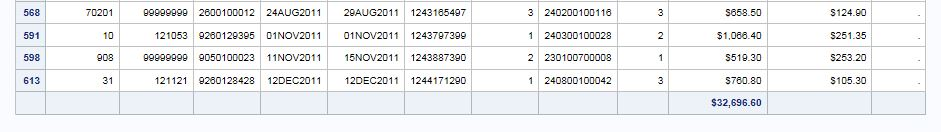 568 70201 99999999 2600100012 24AUG2011 29AUG2011 1243165497 3 240200100116 3 $658.50 $124.90 .
591 10 121053 9260129395 01NOV2011 01NOV2011 1243797399 1 240300100028 2 $1,066.40 $251.35 .
598 908 99999999 9050100023 11NOV2011 15NOV2011 1243887390 2 230100700008 1 $519.30 $253.20 .
613 31 121121 9260128428 12DEC2011 12DEC2011 1244171290 1 240800100042 3 $760.80 $105.30 .
$32,696.60